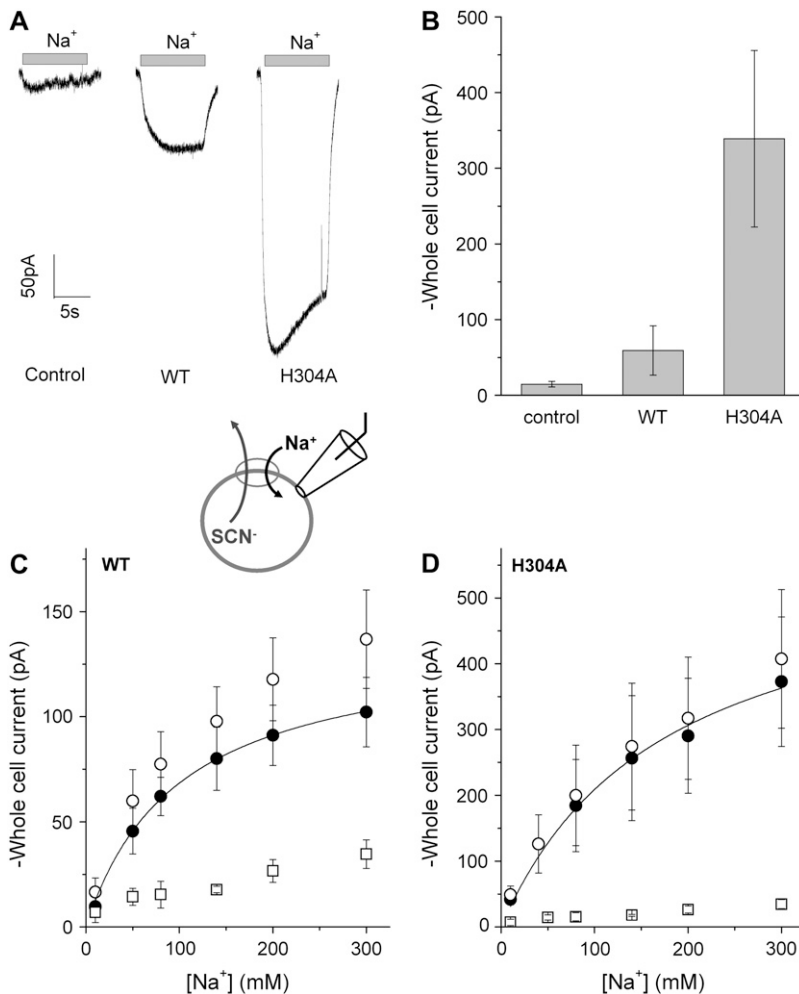 A
Na⁺ Na⁺ Na⁺
50pA
5s
Control WT H304A
B
-Whole cell current (pA)
500
450
400
300
200
100
0
control WT H304A
Na⁺
SCN⁻
C WT
-Whole cell current (pA)
150
100
50
0
0 100 200 300
[Na⁺] (mM)
D H304A
-Whole cell current (pA)
500
400
300
200
100
0
0 100 200 300
[Na⁺] (mM)